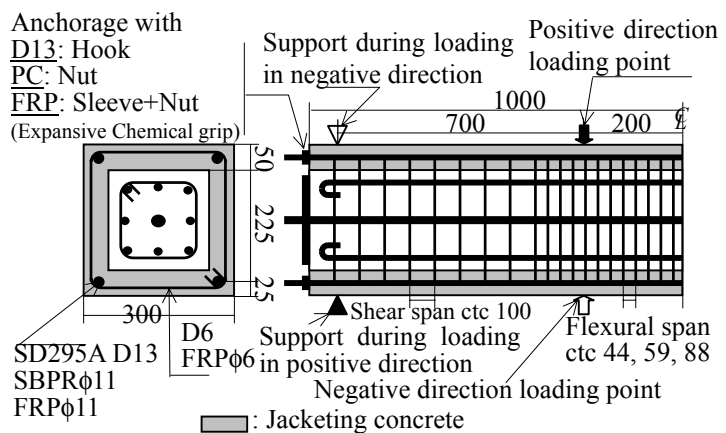 Anchorage with
D13: Hook
PC: Nut
FRP: Sleeve+Nut
(Expansive Chemical grip)
Support during loading
in negative direction
Positive direction
loading point
1000
700
200
℄
50
225
25
300
D6
FRPϕ6
SD295A D13
SBPRϕ11
FRPϕ11
Shear span ctc 100
Support during loading
in positive direction
Flexural span
ctc 44, 59, 88
Negative direction loading point
: Jacketing concrete